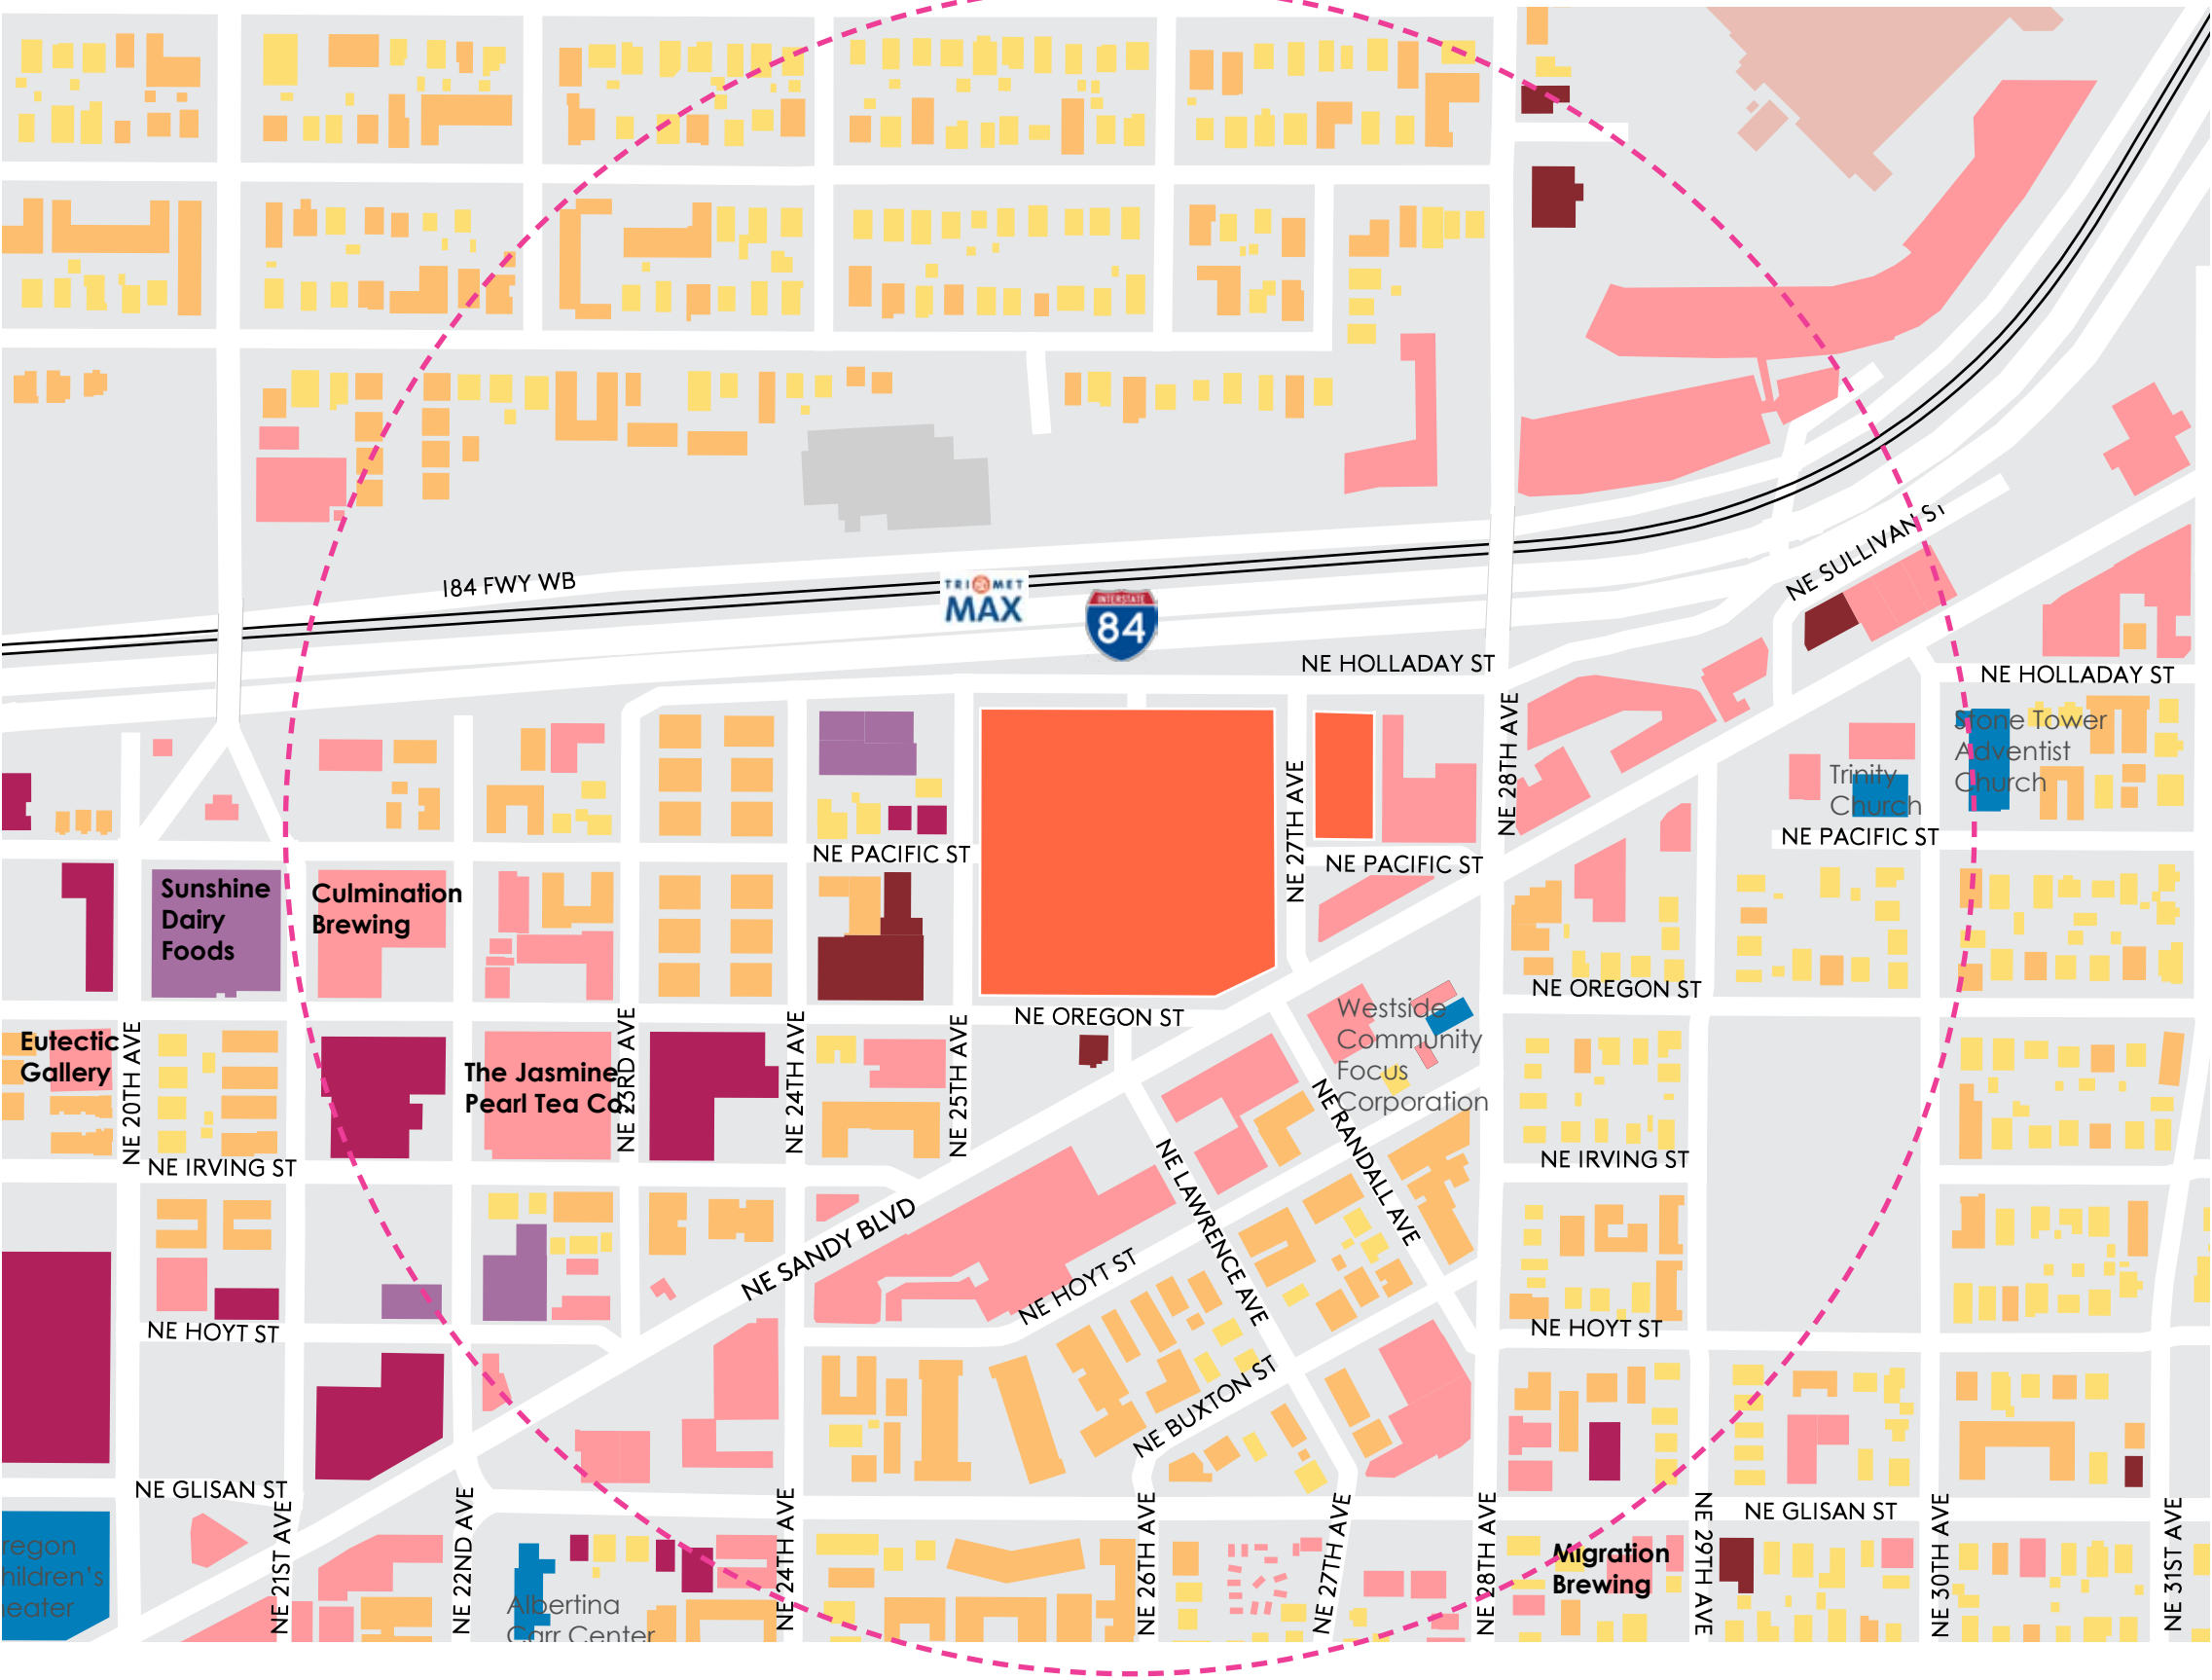 NE SULLIVAN ST
I84 FWY WB
TRI MET
MAX
INTERSTATE
84
NE HOLLADAY ST
NE HOLLADAY ST
NE 28TH AVE
Stone Tower
Adventist
Church
Trinity
Church
NE 27TH AVE
NE PACIFIC ST
NE PACIFIC ST
NE PACIFIC ST
Sunshine
Dairy
Foods
Culmination
Brewing
NE OREGON ST
NE OREGON ST
Westside
Community
Focus
Corporation
Eutectic
Gallery
NE 20TH AVE
The Jasmine
Pearl Tea Co.
NE 23RD AVE
NE 24TH AVE
NE 25TH AVE
NE RANDALL AVE
NE LAWRENCE AVE
NE IRVING ST
NE IRVING ST
NE SANDY BLVD
NE HOYT ST
NE HOYT ST
NE HOYT ST
NE BUXTON ST
NE GLISAN ST
NE GLISAN ST
NE 21ST AVE
NE 22ND AVE
NE 24TH AVE
NE 26TH AVE
NE 27TH AVE
NE 28TH AVE
NE 29TH AVE
NE 30TH AVE
NE 31ST AVE
Migration
Brewing
regon
hildren's
eater
Albertina
Carr Center